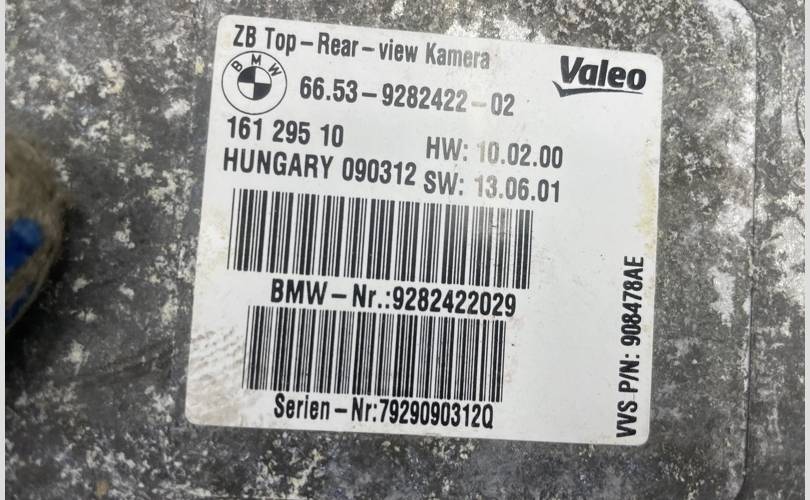 ZB Top-Rear-view Kamera
Valeo
BMW
66.53-9282422-02
161 295 10
HW: 10.02.00
HUNGARY 090312
SW: 13.06.01
BMW-Nr.:9282422029
Serien-Nr:7929090312Q
VVS P/N: 908478AE